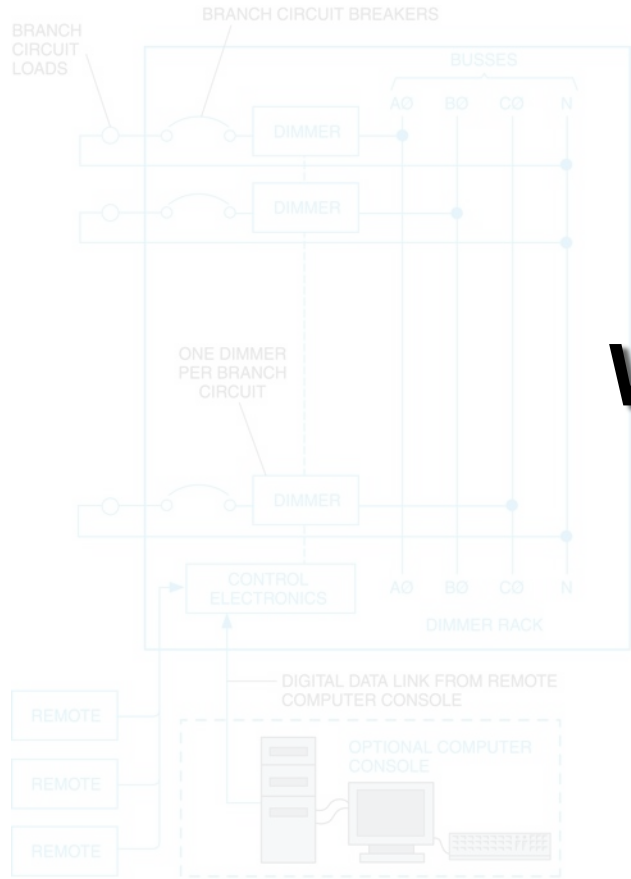 BRANCH CIRCUIT BREAKERS
BRANCH
CIRCUIT
LOADS
BUSSES
AØ BØ CØ N
DIMMER
DIMMER
ONE DIMMER
PER BRANCH
CIRCUIT
DIMMER
CONTROL
ELECTRONICS
AØ BØ CØ N
DIMMER RACK
DIGITAL DATA LINK FROM REMOTE
COMPUTER CONSOLE
REMOTE
OPTIONAL COMPUTER
CONSOLE
REMOTE
REMOTE